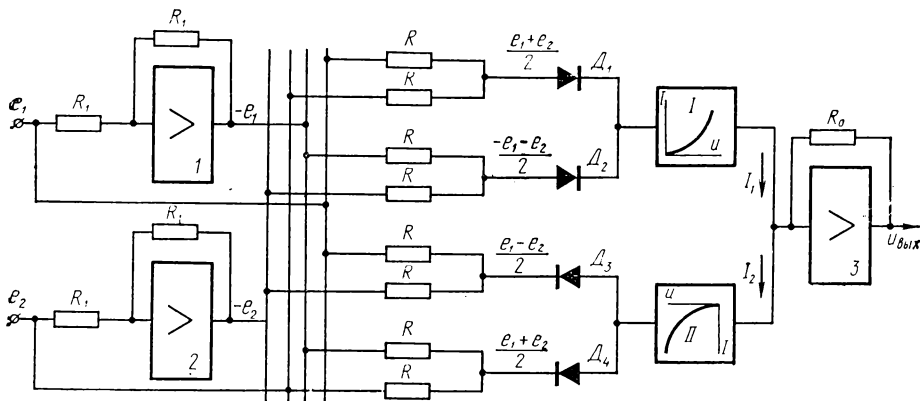 R₁
e₁
R₁
1
-e₁
R₁
e₂
R₁
2
-e₂
R
R
(e₁+e₂)/2
Д₁
R
R
(-e₁-e₂)/2
Д₂
R
R
(e₁-e₂)/2
Д₃
R
R
(e₁+e₂)/2
Д₄
I
I
u
u
II
I
I₁
I₂
R₀
3
uвых